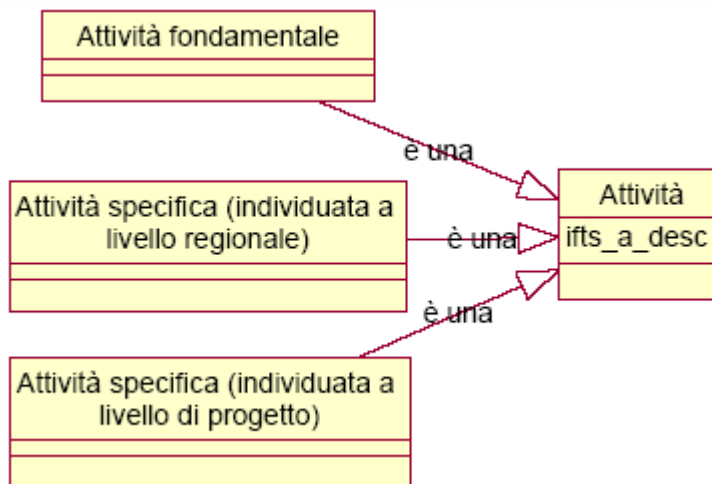 Attività fondamentale
è una
Attività specifica (individuata a
livello regionale)
è una
Attività
ifts_a_desc
è una
Attività specifica (individuata a
livello di progetto)